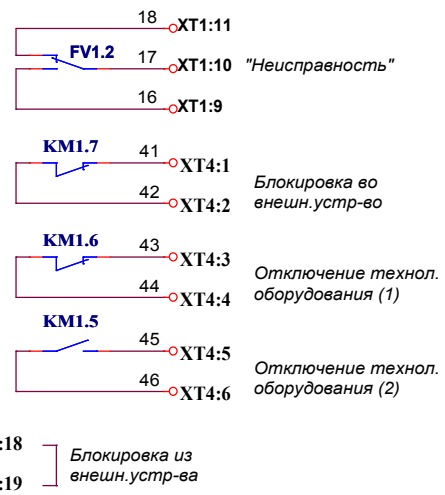 18
XT1:11
FV1.2
17
XT1:10 "Неисправность"
16
XT1:9
KM1.7
41
XT4:1
42
XT4:2
Блокировка во
внешн.устр-во
KM1.6
43
XT4:3
44
XT4:4
Отключение технол.
оборудования (1)
KM1.5
45
XT4:5
46
XT4:6
Отключение технол.
оборудования (2)
:18
:19
Блокировка из
внешн.устр-ва